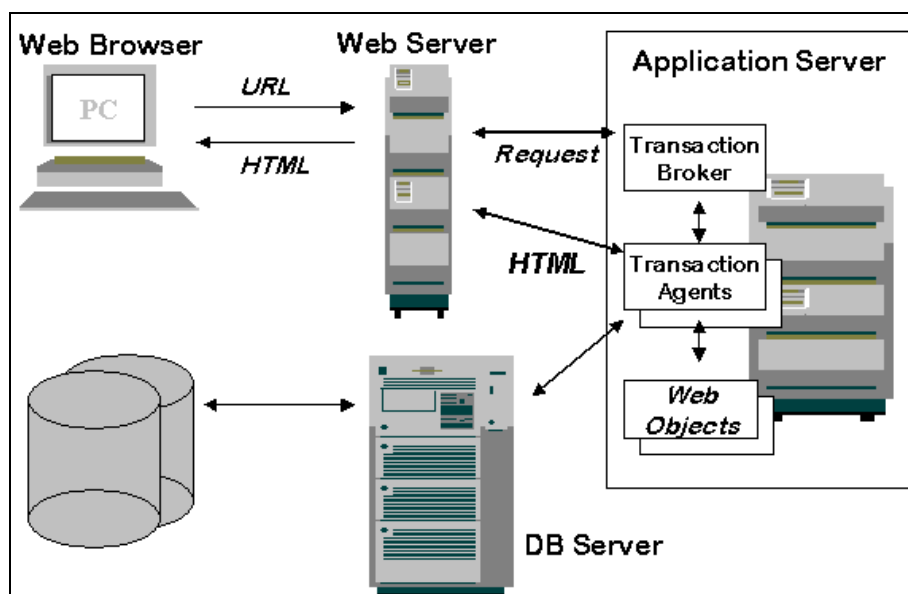 Web Browser
Web Server
Application Server
PC
URL
HTML
Request
Transaction
Broker
HTML
Transaction
Agents
Web
Objects
DB Server